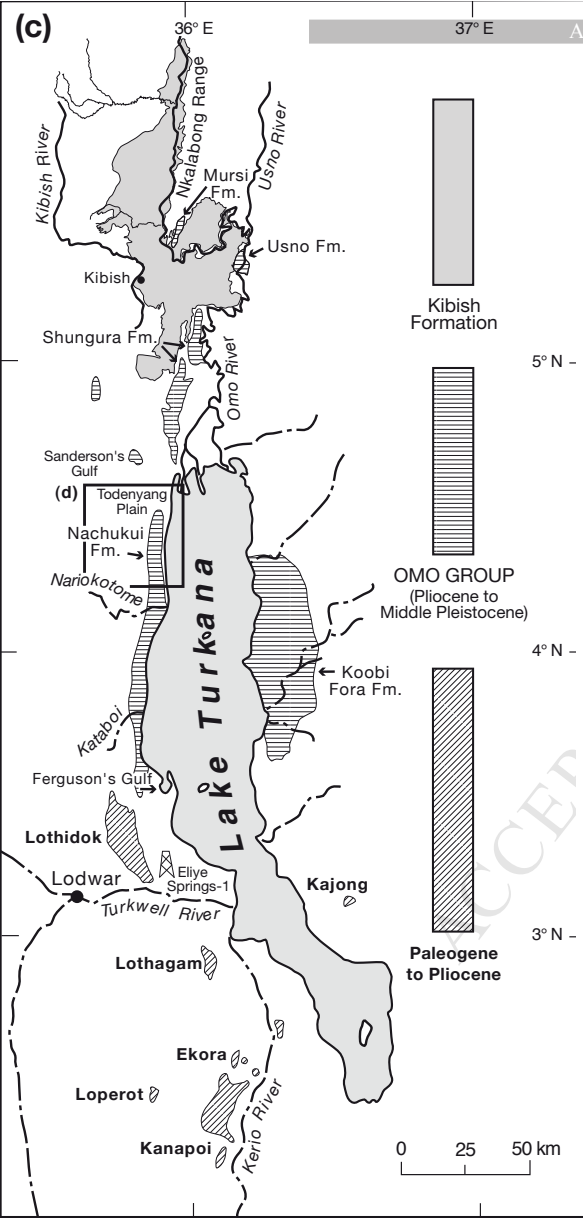 (c)
36° E
37° E
A
Kibish River
Nkalabong Range
Usno River
Mursi
Fm.
Usno Fm.
Kibish
Kibish
Formation
Shungura Fm.
Omo River
5° N
Sanderson's
Gulf
(d)
Todenyang
Plain
Nachukui
Fm.
Nariokotome
OMO GROUP
(Pliocene to
Middle Pleistocene)
Lake Turkana
4° N
Koobi
Fora Fm.
Kataboi
Ferguson's Gulf
Lothidok
Eliye
Springs-1
Lodwar
Turkwell River
Kajong
ACCEP
3° N
Paleogene
to Pliocene
Lothagam
Ekora
Loperot
Kerio River
Kanapoi
0 25 50 km